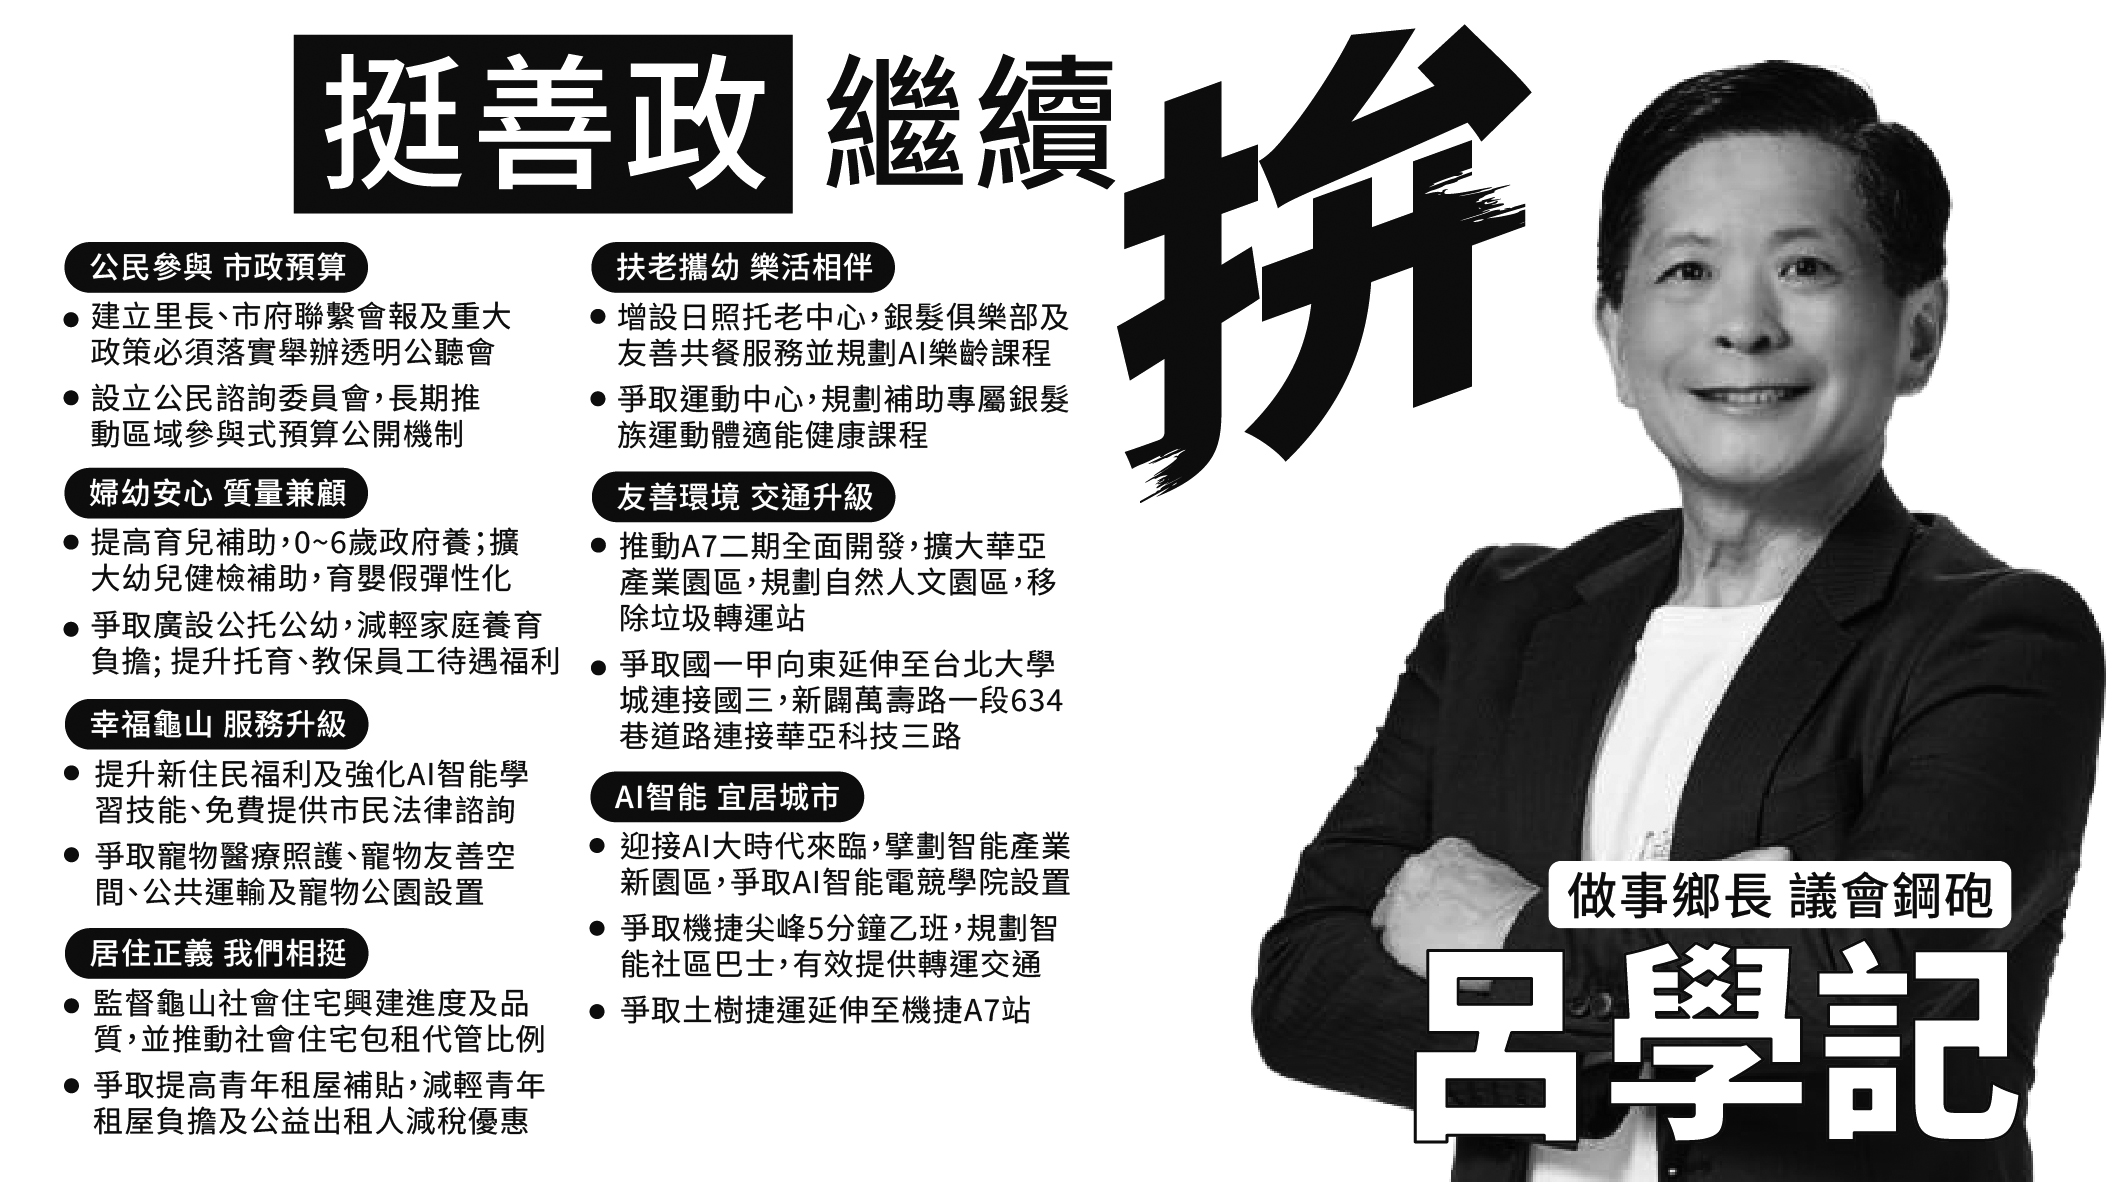 挺善政 繼續拚
公民參與 市政預算
● 建立里長、市府聯繫會報及重大
政策必須落實舉辦透明公聽會
● 設立公民諮詢委員會，長期推
動區域參與式預算公開機制
婦幼安心 質量兼顧
● 提高育兒補助，0~6歲政府養；擴
大幼兒健檢補助，育嬰假彈性化
● 爭取廣設公托公幼，減輕家庭養育
負擔; 提升托育、教保員工待遇福利
幸福龜山 服務升級
● 提升新住民福利及強化AI智能學
習技能、免費提供市民法律諮詢
● 爭取寵物醫療照護、寵物友善空
間、公共運輸及寵物公園設置
居住正義 我們相挺
● 監督龜山社會住宅興建進度及品
質，並推動社會住宅包租代管比例
● 爭取提高青年租屋補貼，減輕青年
租屋負擔及公益出租人減稅優惠
扶老攜幼 樂活相伴
● 增設日照托老中心，銀髮俱樂部及
友善共餐服務並規劃AI樂齡課程
● 爭取運動中心，規劃補助專屬銀髮
族運動體適能健康課程
友善環境 交通升級
● 推動A7二期全面開發，擴大華亞
產業園區，規劃自然人文園區，移
除垃圾轉運站
● 爭取國一甲向東延伸至台北大學
城連接國三，新闢萬壽路一段634
巷道路連接華亞科技三路
AI智能 宜居城市
● 迎接AI大時代來臨，擘劃智能產業
新園區，爭取AI智能電競學院設置
● 爭取機捷尖峰5分鐘乙班，規劃智
能社區巴士，有效提供轉運交通
● 爭取土樹捷運延伸至機捷A7站
做事鄉長 議會鋼砲
呂學記